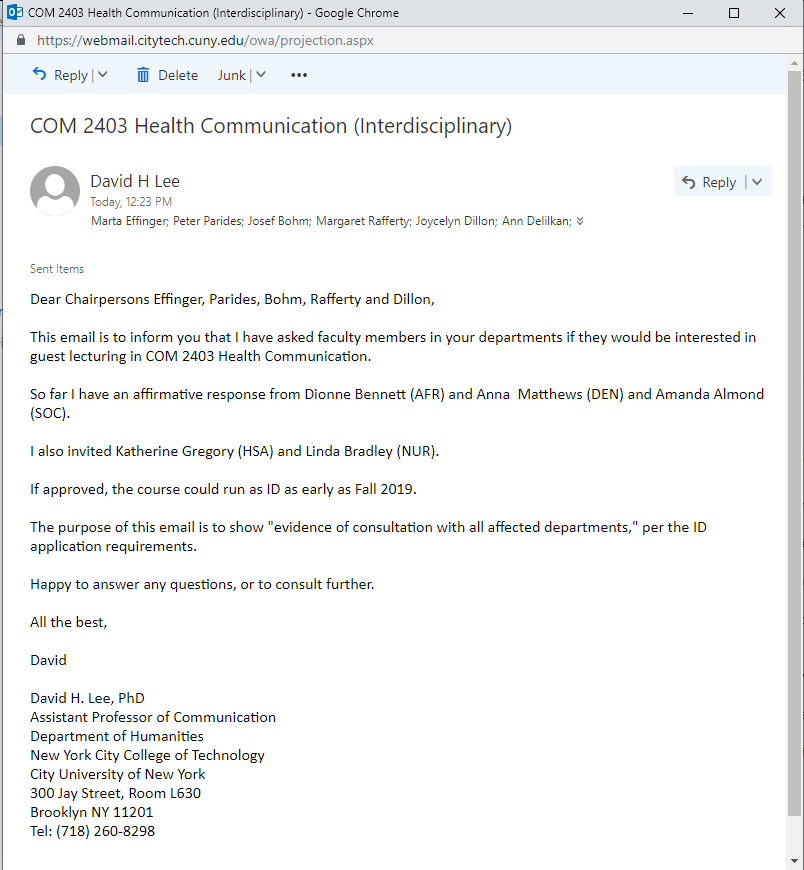 COM 2403 Health Communication (Interdisciplinary) - Google Chrome
https://webmail.citytech.cuny.edu/owa/projection.aspx
Reply | Delete Junk | •••
COM 2403 Health Communication (Interdisciplinary)
David H Lee
Reply |
Today, 12:23 PM
Marta Effinger; Peter Parides; Josef Bohm; Margaret Rafferty; Joycelyn Dillon; Ann Delilkan;
Sent Items
Dear Chairpersons Effinger, Parides, Bohm, Rafferty and Dillon,
This email is to inform you that I have asked faculty members in your departments if they would be interested in
guest lecturing in COM 2403 Health Communication.
So far I have an affirmative response from Dionne Bennett (AFR) and Anna  Matthews (DEN) and Amanda Almond
(SOC).
I also invited Katherine Gregory (HSA) and Linda Bradley (NUR).
If approved, the course could run as ID as early as Fall 2019.
The purpose of this email is to show "evidence of consultation with all affected departments," per the ID
application requirements.
Happy to answer any questions, or to consult further.
All the best,
David
David H. Lee, PhD
Assistant Professor of Communication
Department of Humanities
New York City College of Technology
City University of New York
300 Jay Street, Room L630
Brooklyn NY 11201
Tel: (718) 260-8298